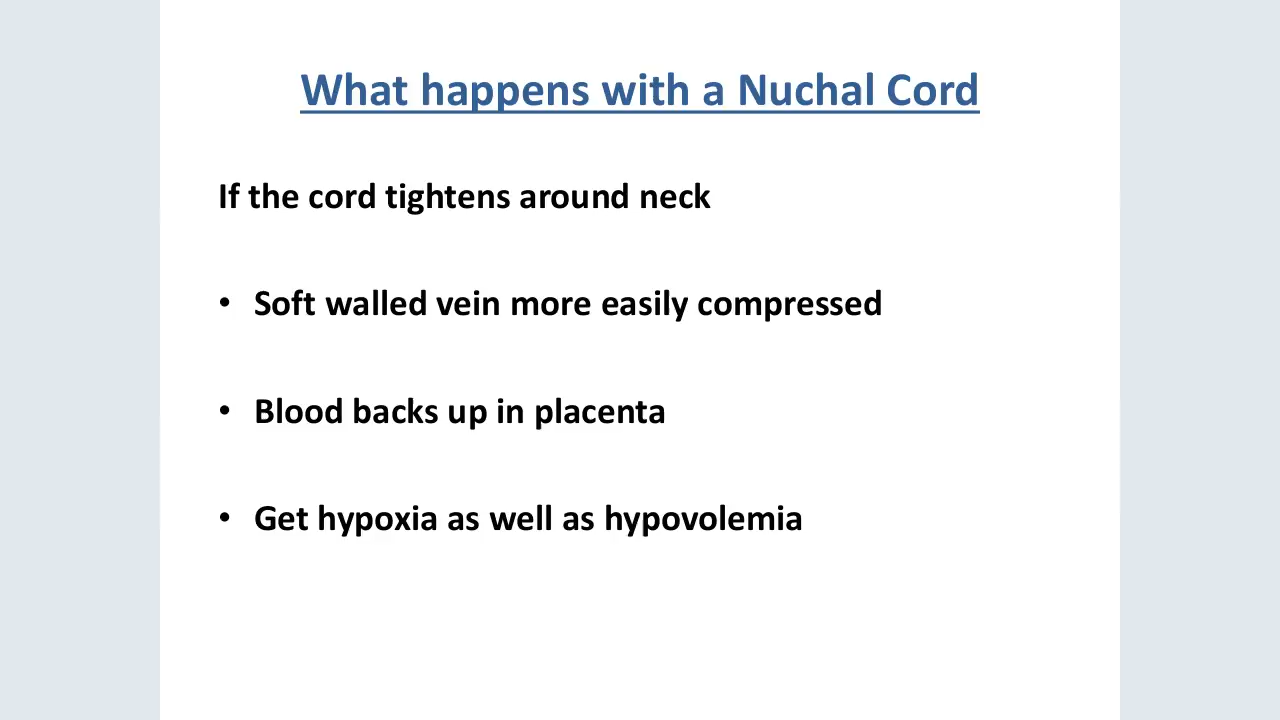 What happens with a Nuchal Cord
If the cord tightens around neck
• Soft walled vein more easily compressed
• Blood backs up in placenta
• Get hypoxia as well as hypovolemia